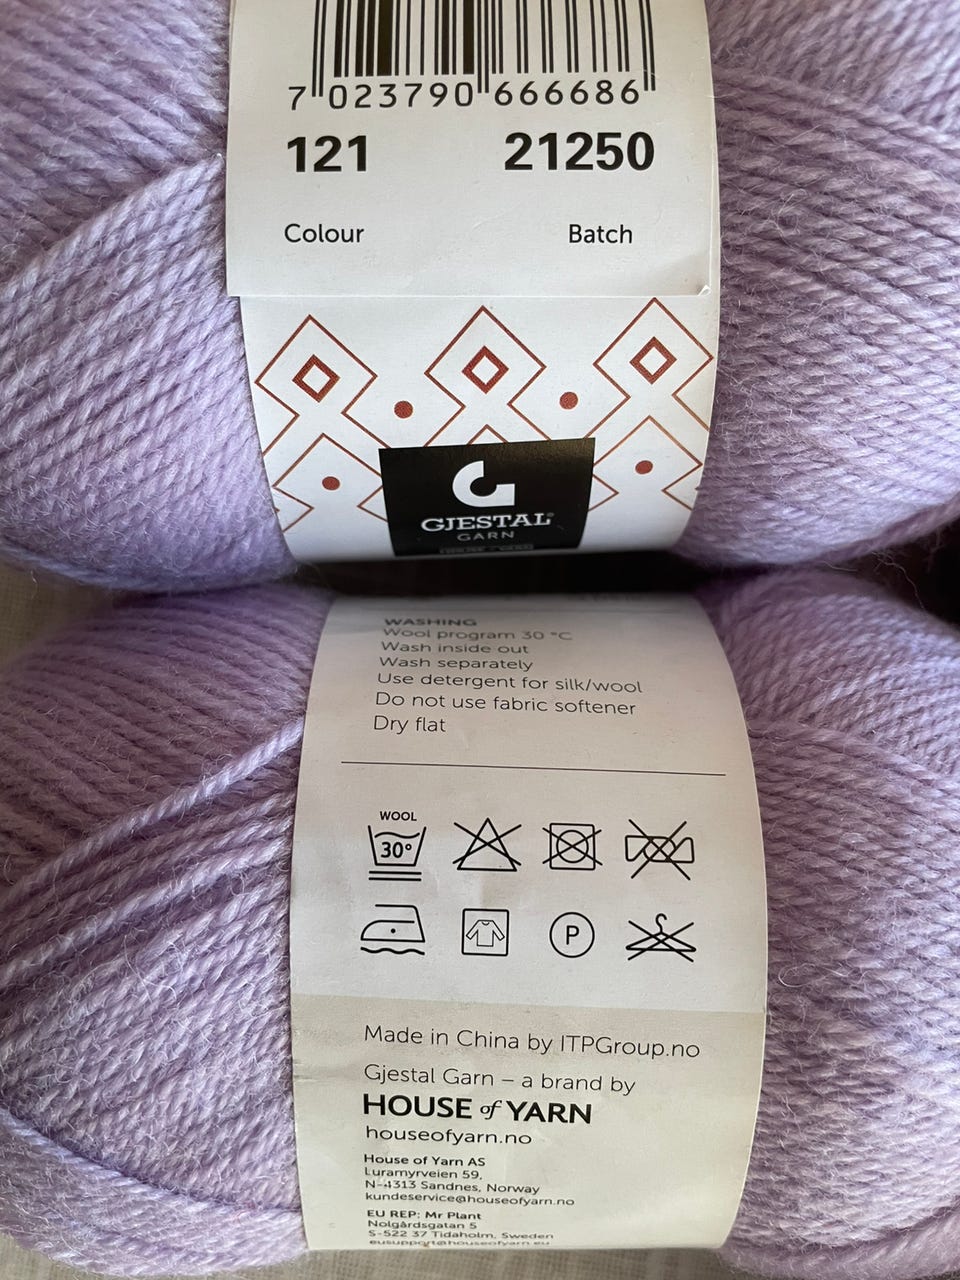 7 023790 666686
121 21250
Colour Batch
GJESTAL®
GARN
WASHING
Wool program 30 °C
Wash inside out
Wash separately
Use detergent for silk/wool
Do not use fabric softener
Dry flat
WOOL
30°
P
Made in China by ITPGroup.no
Gjestal Garn – a brand by
HOUSE of YARN
houseofyarn.no
House of Yarn AS
Luramyrveien 59,
N-4313 Sandnes, Norway
kundeservice@houseofyarn.no
EU REP: Mr Plant
Nolgårdsgatan 5
S-522 37 Tidaholm, Sweden
eusupport@houseofyarn.eu